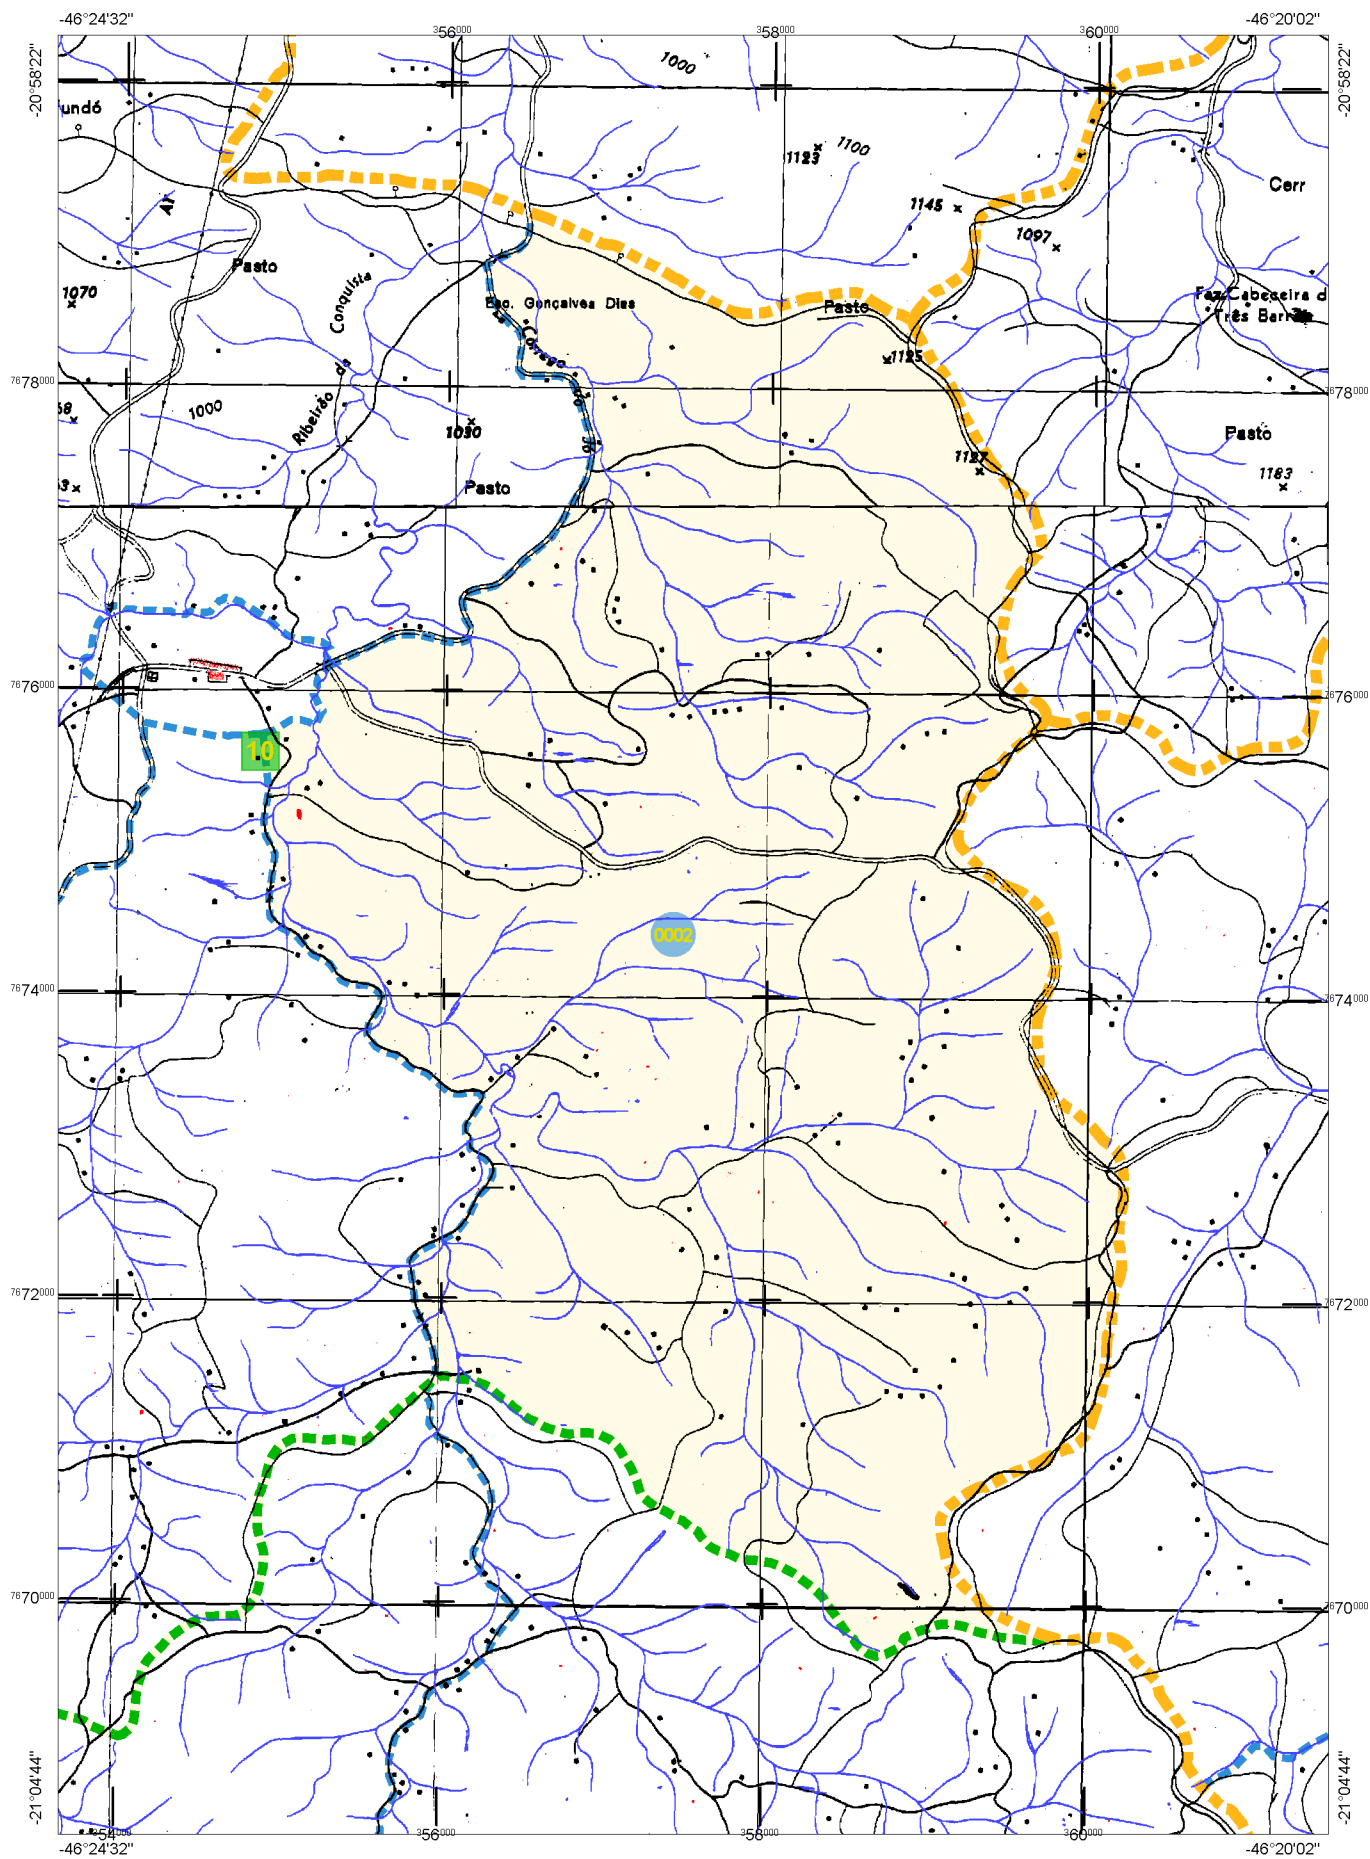 -46°24'32" -46°20'02"
356000 358000 360000
-20°58'22" -20°58'22"
1000
undó
1100
1123
Cerr
1145
1097
Pasto
Conquista
1070
Esc. Gonçalves Dias
Pasto
Faz Cabeceira d
Três Barras
Córrego
da
1125
7678000 7678000
1000
Ribeirão
1030
Pasto
1127
1183
Pasto
7676000 7676000
10
0002
7674000 7674000
7672000 7672000
7670000 7670000
-21°04'44" -21°04'44"
354000 356000 358000 360000
-46°24'32" -46°20'02"